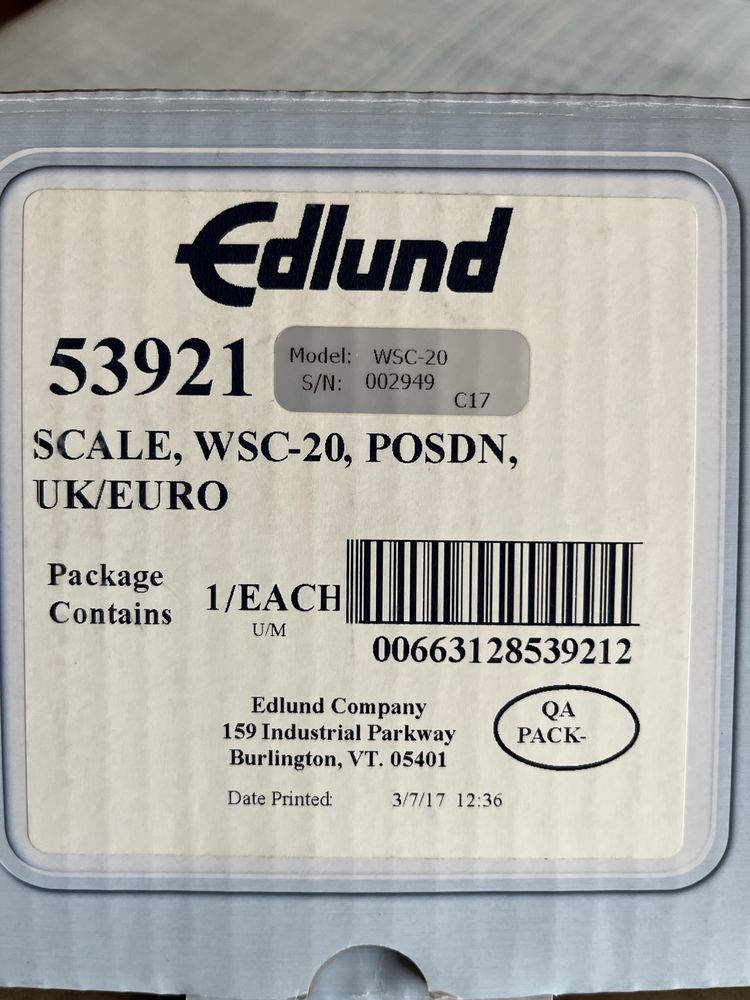 Edlund
53921
Model: WSC-20
S/N: 002949
C17
SCALE, WSC-20, POSDN,
UK/EURO
Package
Contains
1/EACH
U/M
00663128539212
Edlund Company
159 Industrial Parkway
Burlington, VT. 05401
QA
PACK-
Date Printed: 3/7/17 12:36